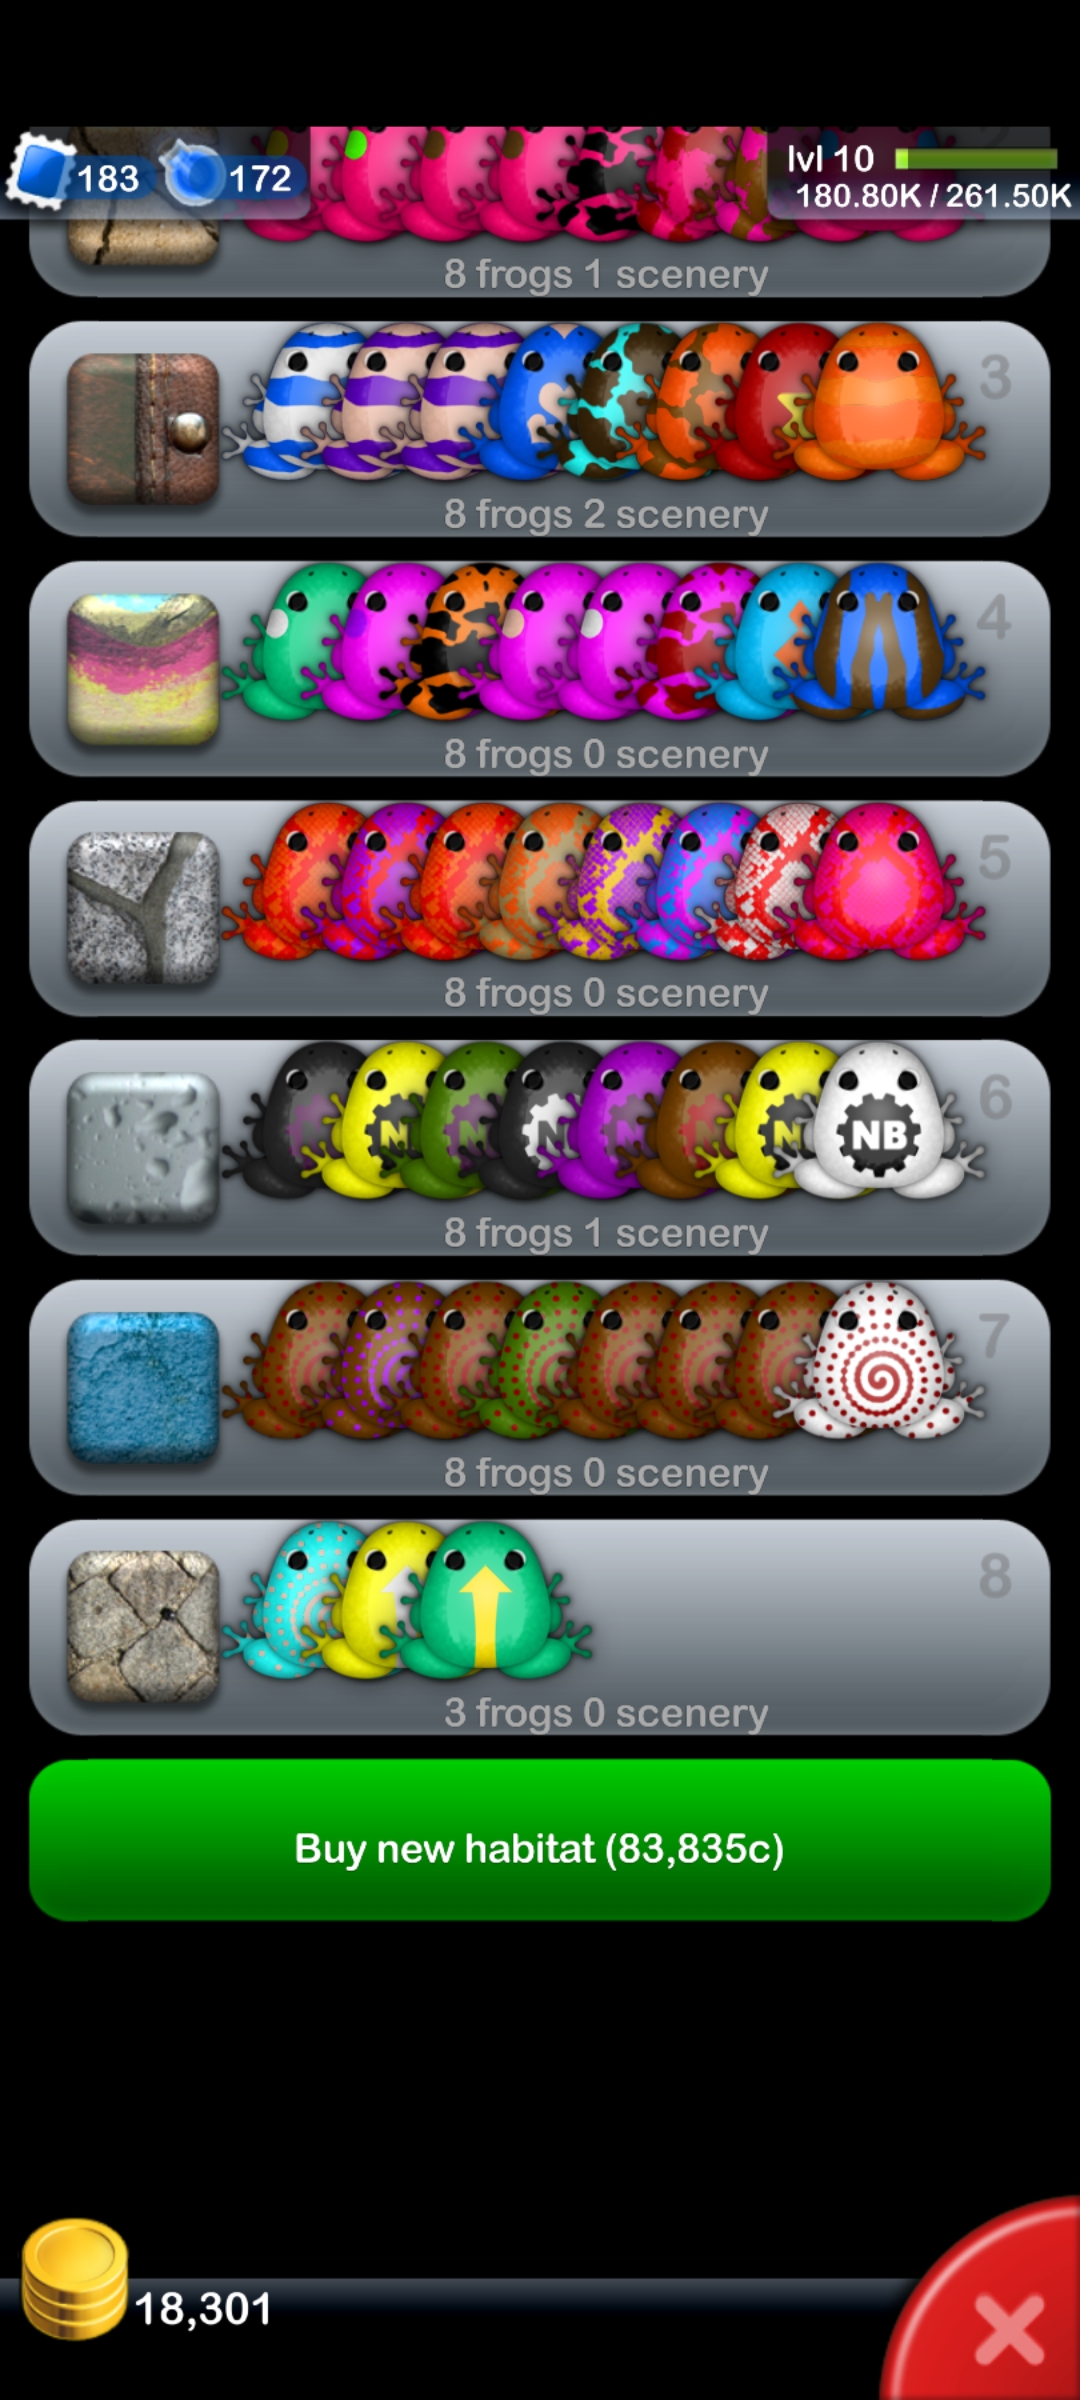 183
172
lvl 10
180.80K / 261.50K
8 frogs 1 scenery
3
8 frogs 2 scenery
4
8 frogs 0 scenery
5
8 frogs 0 scenery
6
N
N
N
N
N
NB
8 frogs 1 scenery
7
8 frogs 0 scenery
8
3 frogs 0 scenery
Buy new habitat (83,835c)
18,301